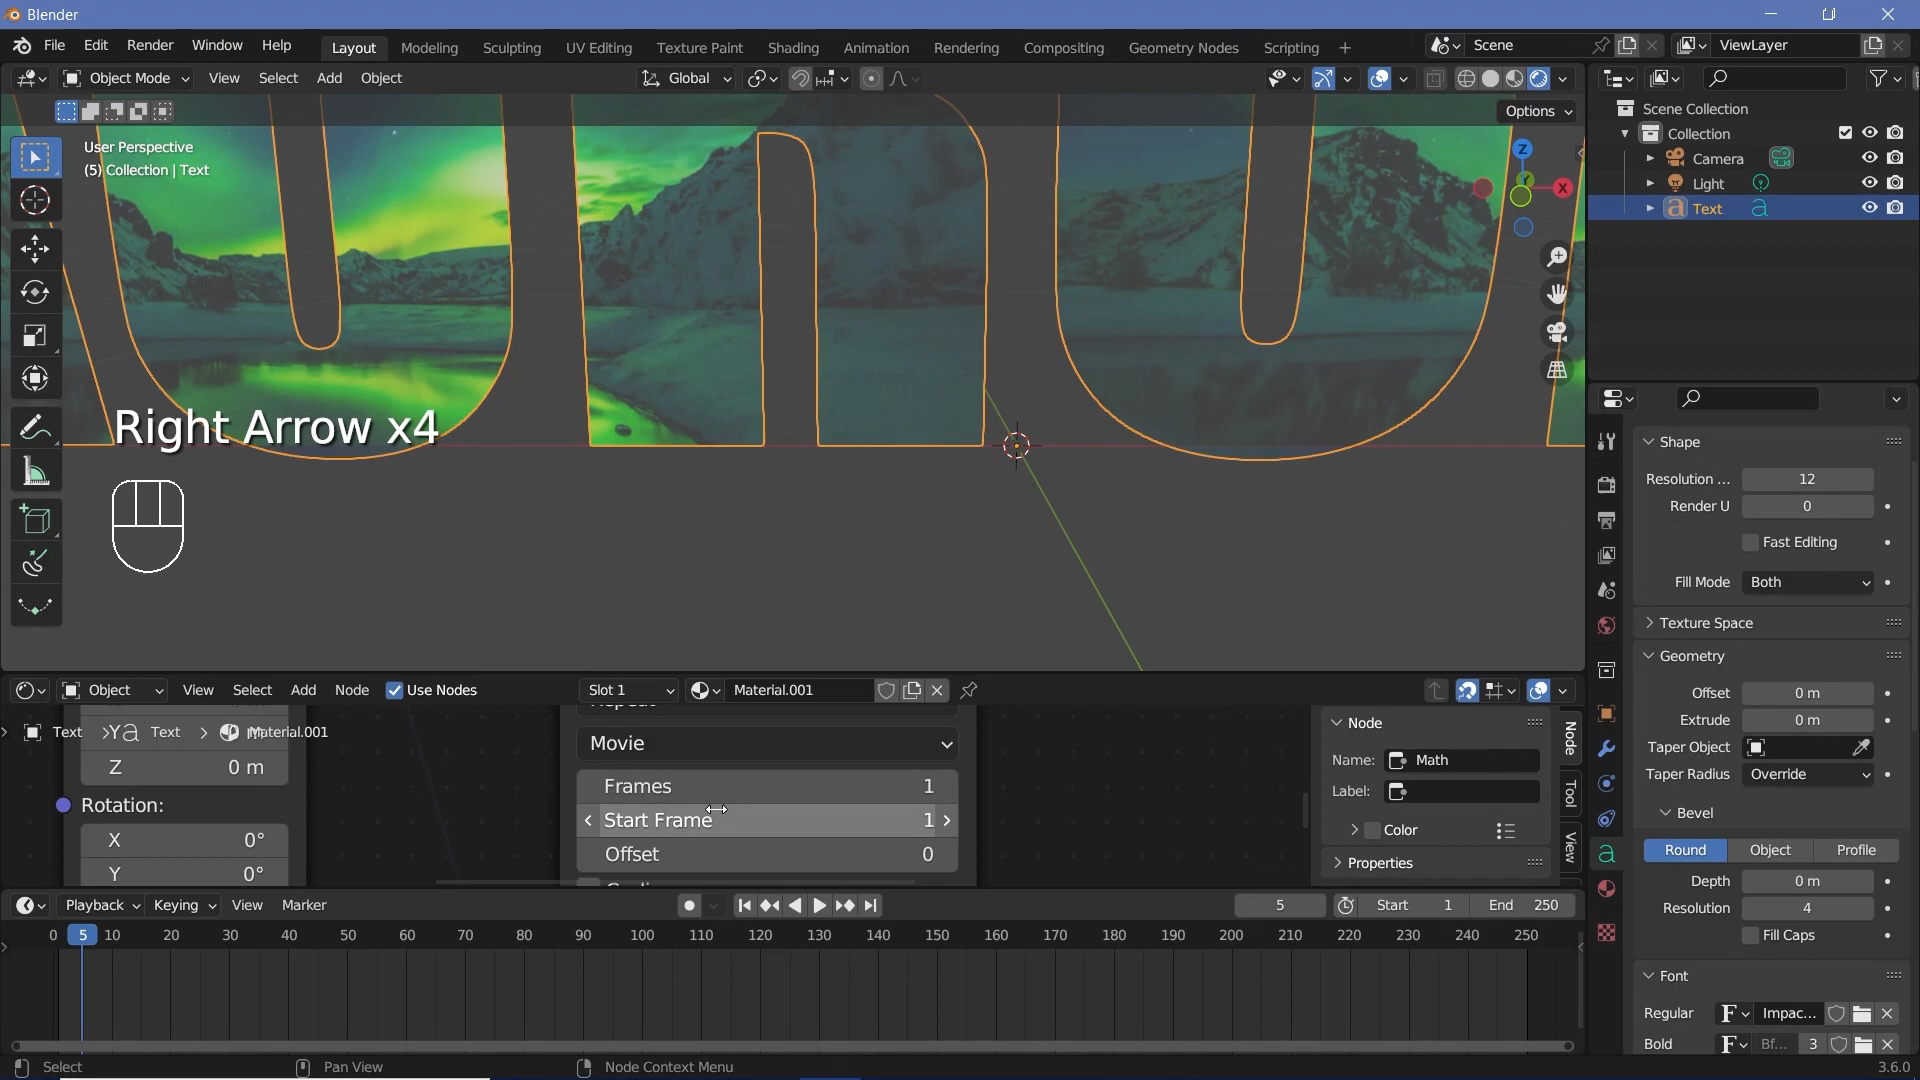 Blender
File Edit Render Window Help Layout Modeling Sculpting UV Editing Texture Paint Shading Animation Rendering Compositing Geometry Nodes Scripting + Scene ViewLayer
Object Mode View Select Add Object Global
Options
User Perspective
(5) Collection | Text
Z
Y
X
Scene Collection
Collection
Camera
Light
Text
Right Arrow x4
Shape
Resolution ... 12
Render U 0
Fast Editing
Fill Mode Both
Texture Space
Geometry
Offset 0 m
Extrude 0 m
Taper Object
Taper Radius Override
Bevel
Round Object Profile
Depth 0 m
Resolution 4
Fill Caps
Font
Regular Impac...
Bold Bf... 3
Object View Select Add Node Use Nodes Slot 1 Material.001
Text Text Material.001
Y
Z 0 m
Rotation:
X 0°
Y 0°
Movie
Frames 1
Start Frame 1
Offset 0
Node
Name: Math
Label:
Color
Properties
Node
Tool
View
Playback Keying View Marker 5 Start 1 End 250
0 5 10 20 30 40 50 60 70 80 90 100 110 120 130 140 150 160 170 180 190 200 210 220 230 240 250
Select Pan View Node Context Menu 3.6.0